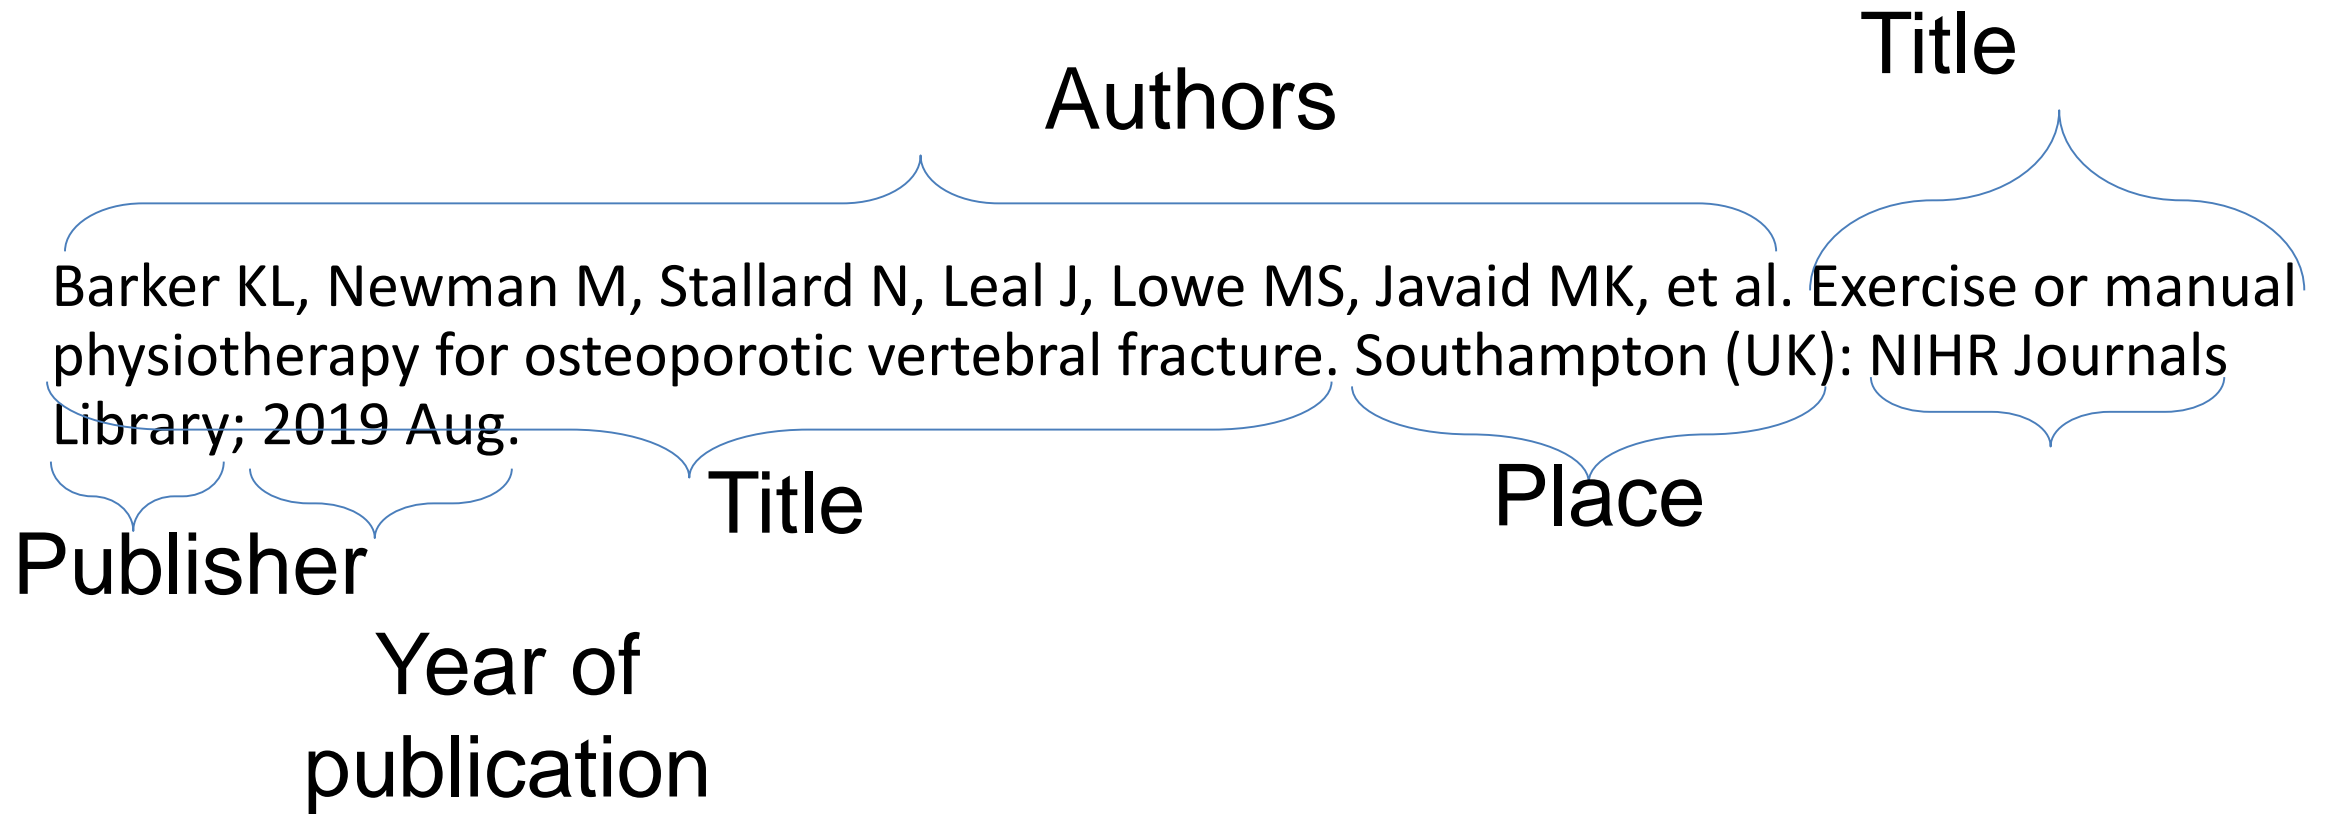 Title
Authors
Barker KL, Newman M, Stallard N, Leal J, Lowe MS, Javaid MK, et al. Exercise or manual
physiotherapy for osteoporotic vertebral fracture. Southampton (UK): NIHR Journals
Library; 2019 Aug.
Title
Place
Publisher
Year of
publication